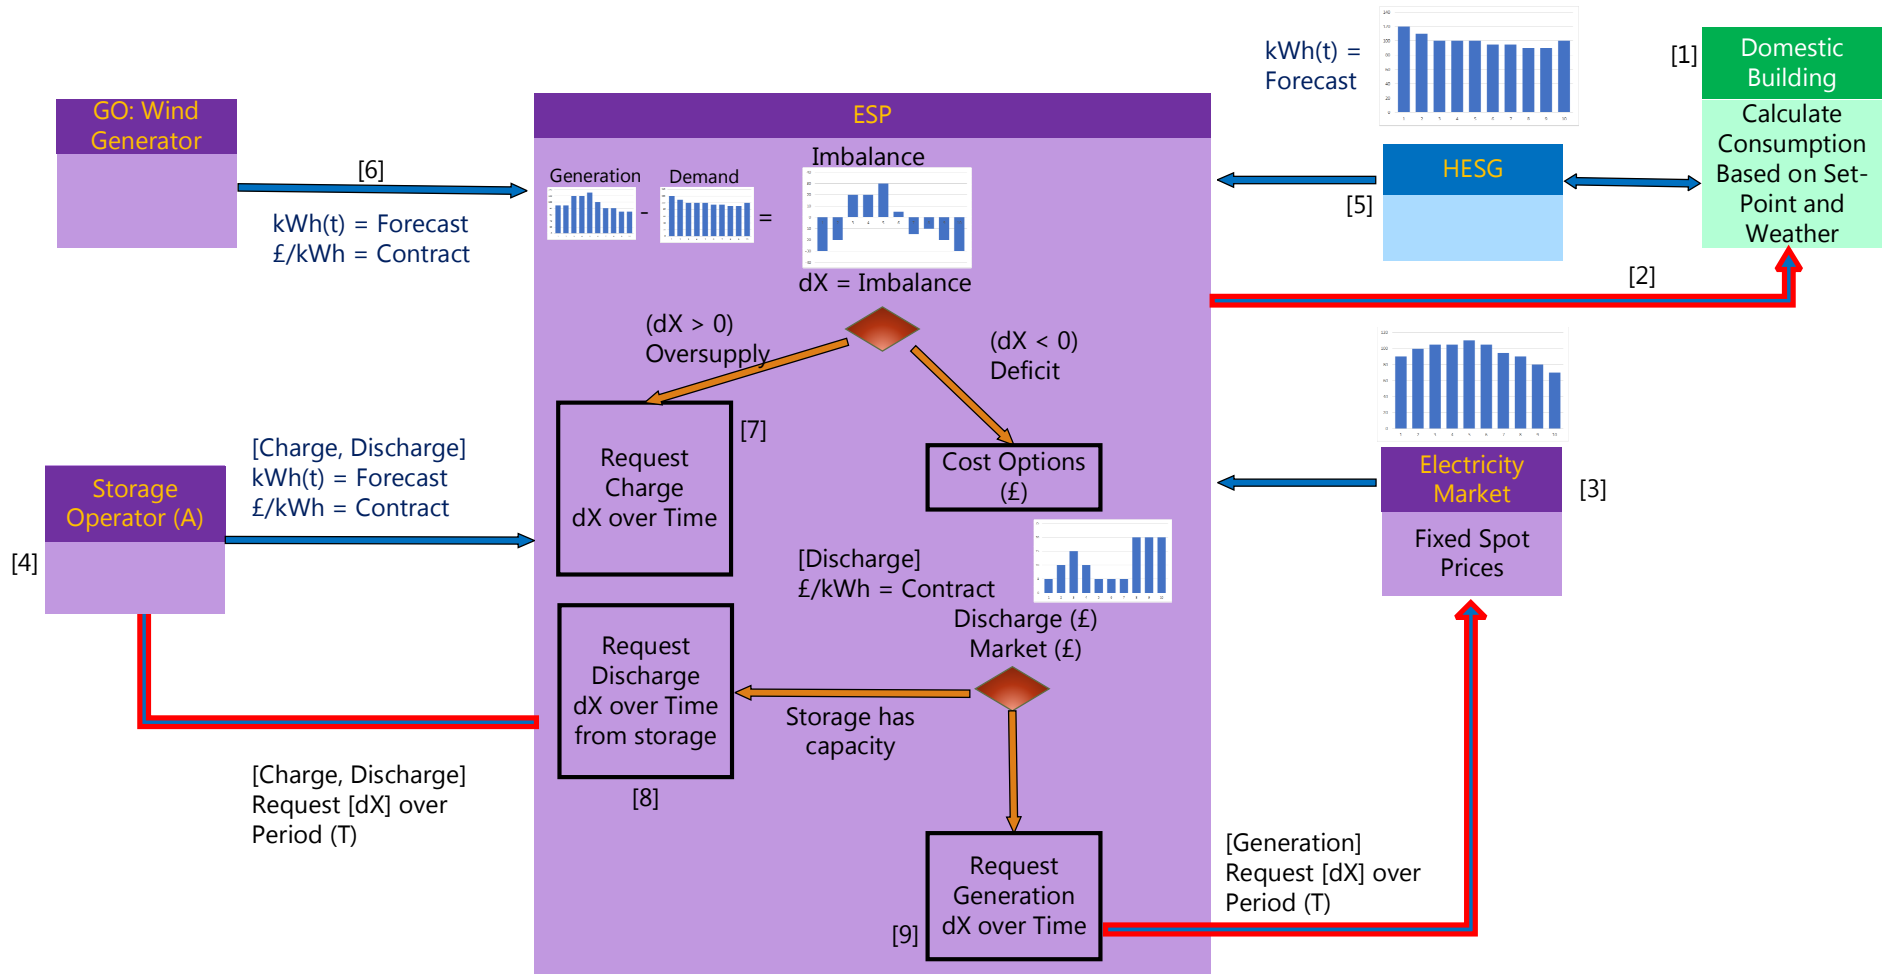 GO: Wind
Generator
[6]
kWh(t) = Forecast
£/kWh = Contract
[Charge, Discharge]
kWh(t) = Forecast
£/kWh = Contract
Storage
Operator (A)
[4]
[Charge, Discharge]
Request [dX] over
Period (T)
ESP
Imbalance
Generation
-
Demand
=
dX = Imbalance
(dX > 0)
Oversupply
(dX < 0)
Deficit
[7]
Request
Charge
dX over Time
Cost Options
(£)
[Discharge]
£/kWh = Contract
Discharge (£)
Market (£)
Request
Discharge
dX over Time
from storage
[8]
Storage has
capacity
Request
Generation
dX over Time
[9]
kWh(t) =
Forecast
[1]
Domestic
Building
Calculate
Consumption
Based on Set-
Point and
Weather
HESG
[5]
[2]
Electricity
Market
[3]
Fixed Spot
Prices
[Generation]
Request [dX] over
Period (T)